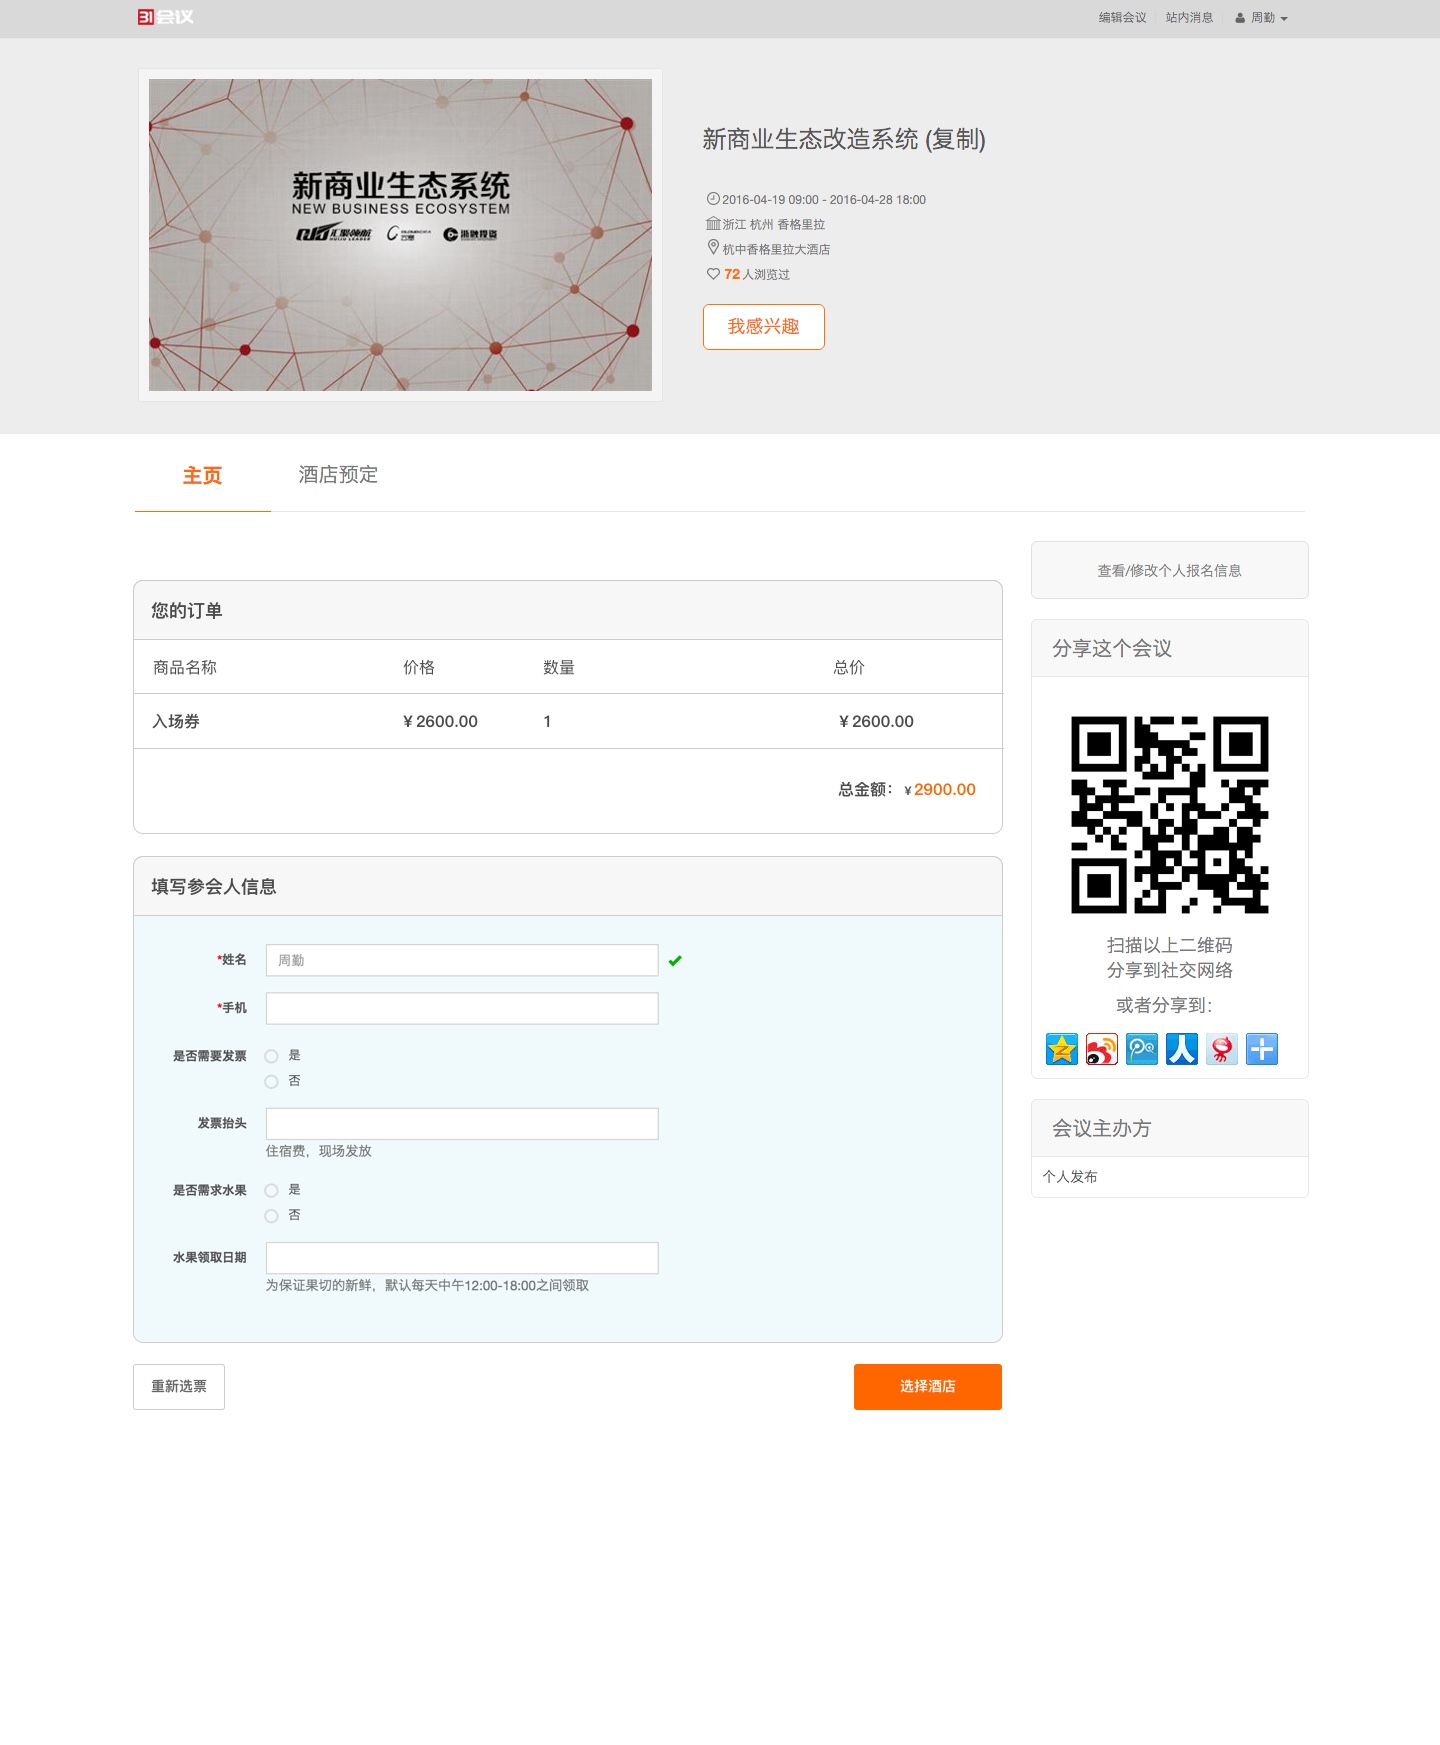 31会议
编辑会议 站内消息 周勤
新商业生态系统
NEW BUSINESS ECOSYSTEM
汇聚领航
浙融投资
新商业生态改造系统 (复制)
2016-04-19 09:00 - 2016-04-28 18:00
浙江 杭州 香格里拉
杭中香格里拉大酒店
72 人浏览过
我感兴趣
主页 酒店预定
您的订单
商品名称 价格 数量 总价
入场券 ¥ 2600.00 1 ¥ 2600.00
总金额： ¥ 2900.00
填写参会人信息
*姓名 周勤
*手机
是否需要发票 是
否
发票抬头
住宿费，现场发放
是否需求水果 是
否
水果领取日期
为保证果切的新鲜，默认每天中午12:00-18:00之间领取
重新选票 选择酒店
查看/修改个人报名信息
分享这个会议
扫描以上二维码
分享到社交网络
或者分享到：
会议主办方
个人发布